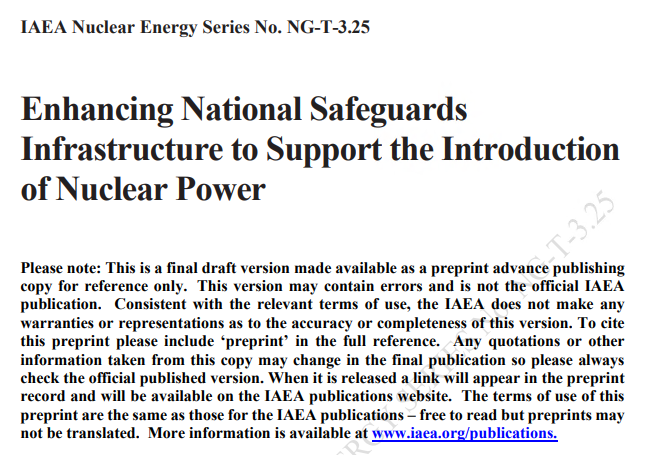 IAEA Nuclear Energy Series No. NG-T-3.25
Enhancing National Safeguards
Infrastructure to Support the Introduction
of Nuclear Power
Please note: This is a final draft version made available as a preprint advance publishing
copy for reference only.  This version may contain errors and is not the official IAEA
publication.  Consistent with the relevant terms of use, the IAEA does not make any
warranties or representations as to the accuracy or completeness of this version. To cite
this preprint please include ‘preprint’ in the full reference.  Any quotations or other
information taken from this copy may change in the final publication so please always
check the official published version. When it is released a link will appear in the preprint
record and will be available on the IAEA publications website.  The terms of use of this
preprint are the same as those for the IAEA publications – free to read but preprints may
not be translated.  More information is available at www.iaea.org/publications.
NG-T-3.25